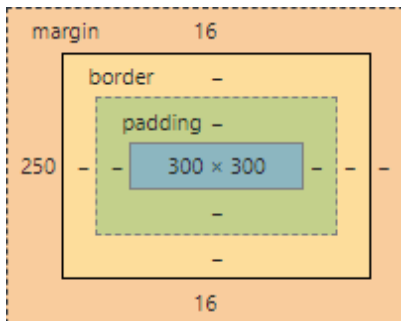 margin 16
border –
padding –
250 – – 300 × 300 – – –
–
–
16